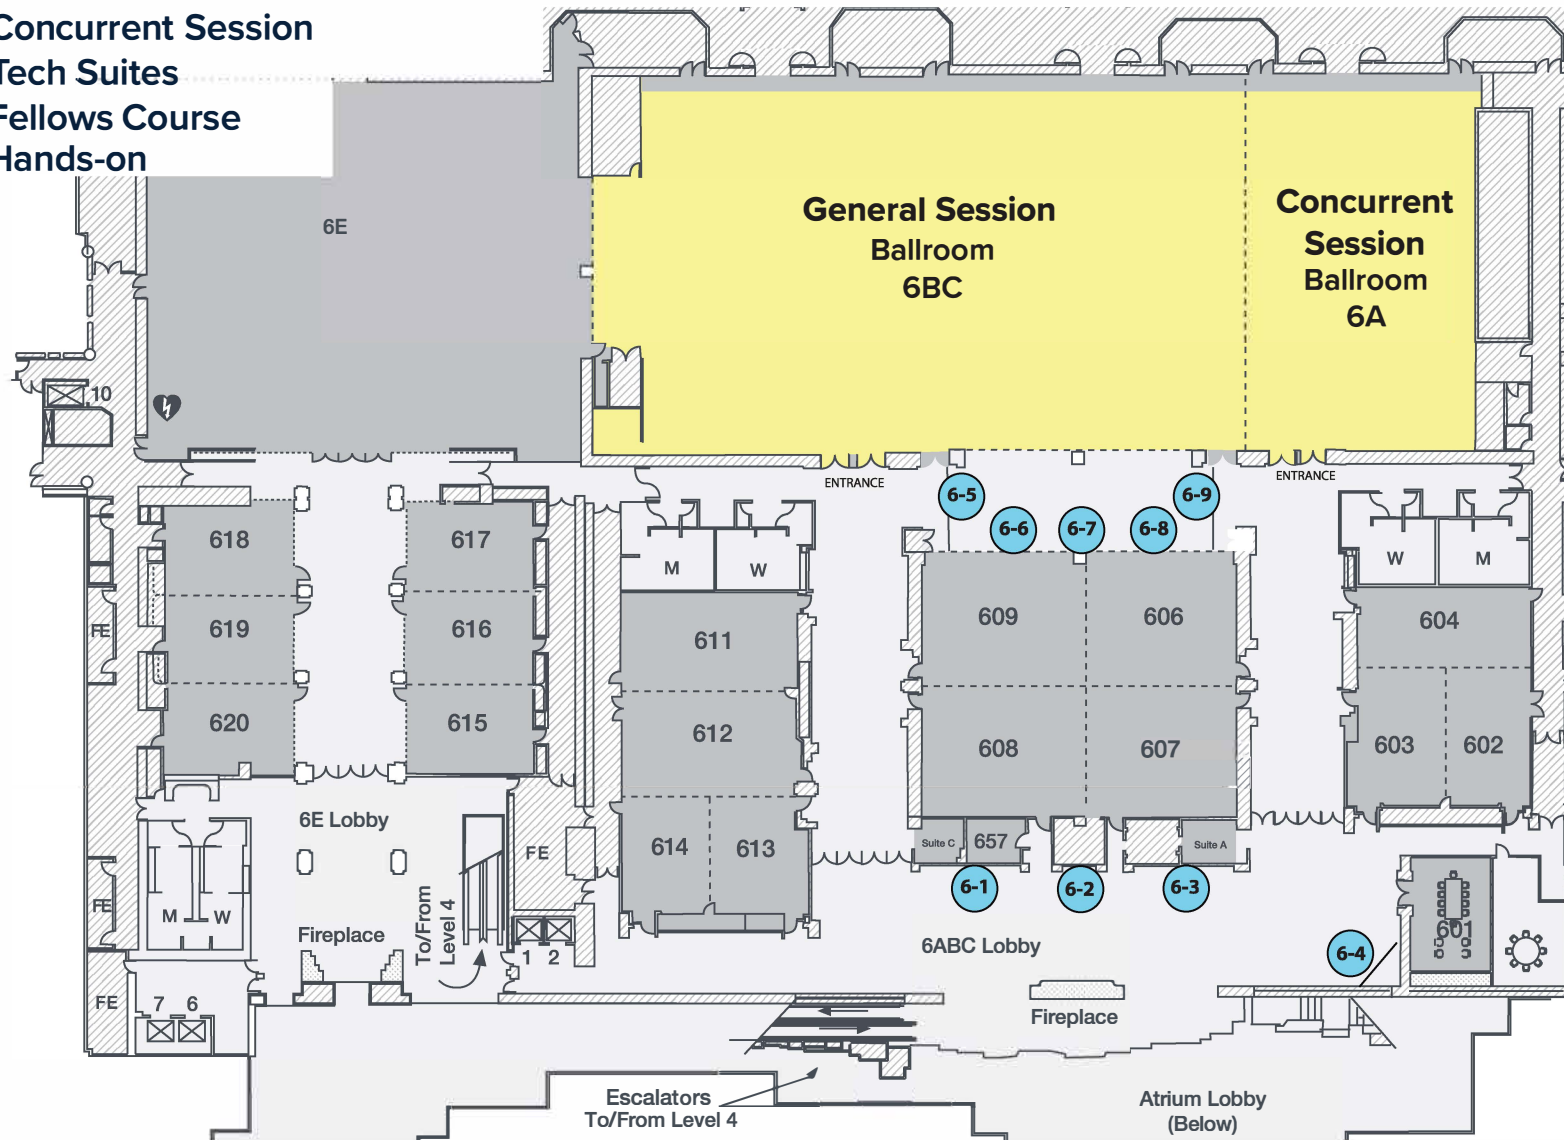 Concurrent Session
Tech Suites
Fellows Course
Hands-on
6E
General Session
Ballroom
6BC
Concurrent
Session
Ballroom
6A
10
ENTRANCE
ENTRANCE
6-5
6-9
6-6
6-7
6-8
618
617
M
W
W
M
619
616
FE
611
609
606
604
620
615
612
608
607
603
602
6E Lobby
614
613
Suite C
657
Suite A
FE
6-1
6-2
6-3
FE
M
W
To/From
Level 4
Fireplace
601
6ABC Lobby
6-4
1
2
FE
7
6
Fireplace
Escalators
To/From Level 4
Atrium Lobby
(Below)